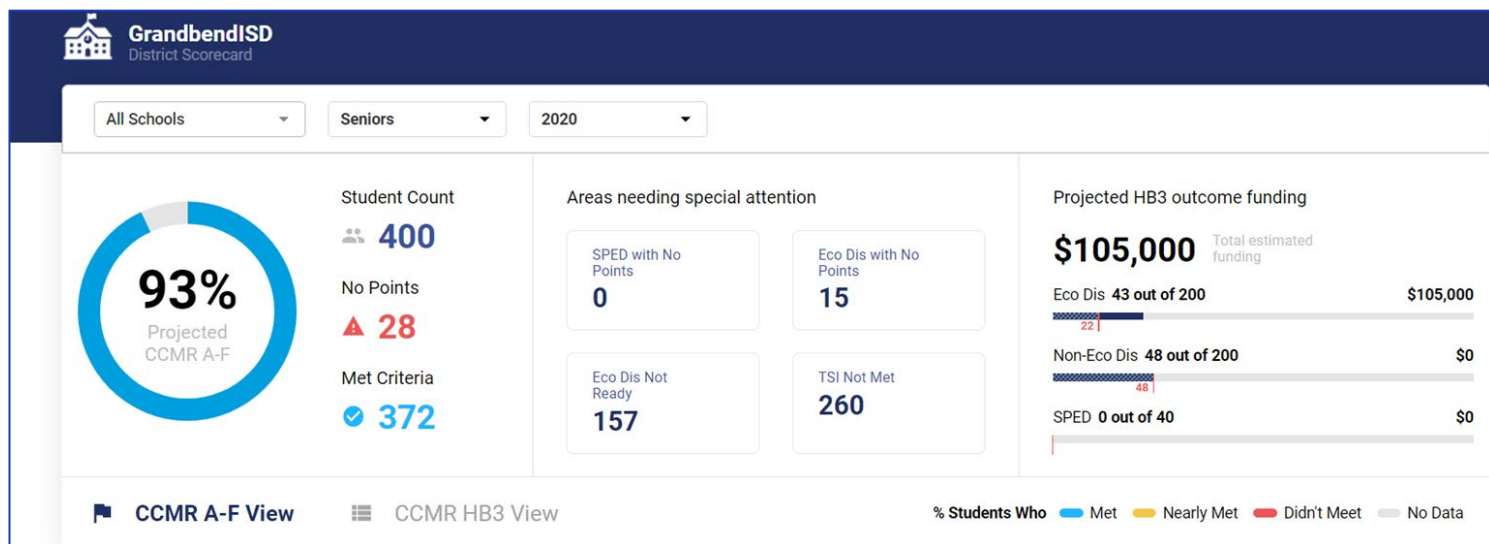 GrandbendISD
District Scorecard
All Schools
Seniors
2020
93%
Projected
CCMR A-F
Student Count
400
No Points
28
Met Criteria
372
Areas needing special attention
SPED with No
Points
0
Eco Dis with No
Points
15
Eco Dis Not
Ready
157
TSI Not Met
260
Projected HB3 outcome funding
$105,000
Total estimated
funding
Eco Dis 43 out of 200 $105,000
22
Non-Eco Dis 48 out of 200 $0
48
SPED 0 out of 40 $0
CCMR A-F View
CCMR HB3 View
% Students Who Met Nearly Met Didn't Meet No Data